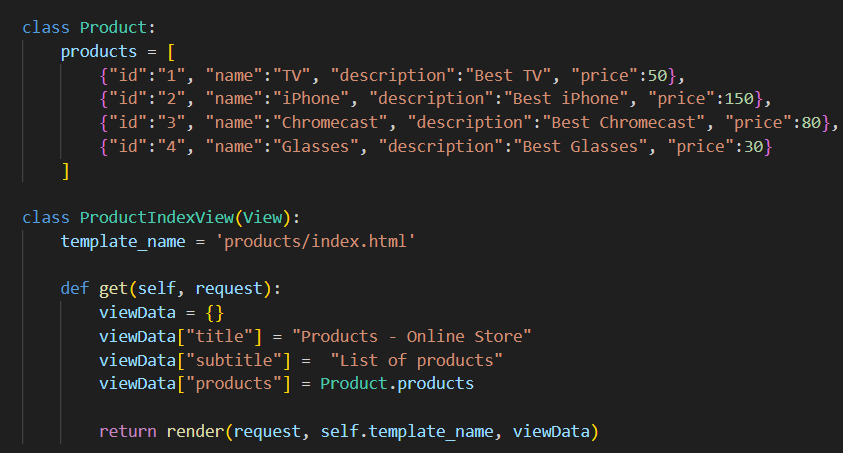 class Product:
    products = [
        {"id":"1", "name":"TV", "description":"Best TV", "price":50},
        {"id":"2", "name":"iPhone", "description":"Best iPhone", "price":150},
        {"id":"3", "name":"Chromecast", "description":"Best Chromecast", "price":80},
        {"id":"4", "name":"Glasses", "description":"Best Glasses", "price":30}
    ]

class ProductIndexView(View):
    template_name = 'products/index.html'

    def get(self, request):
        viewData = {}
        viewData["title"] = "Products - Online Store"
        viewData["subtitle"] =  "List of products"
        viewData["products"] = Product.products

        return render(request, self.template_name, viewData)